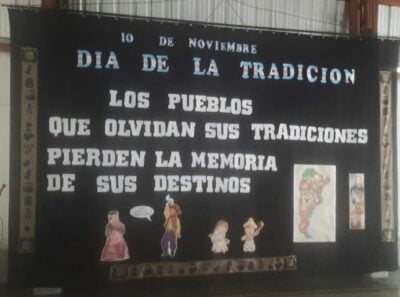 10 DE NOVIEMBRE
DIA DE LA TRADICION
LOS PUEBLOS
QUE OLVIDAN SUS TRADICIONES
PIERDEN LA MEMORIA
DE SUS DESTINOS